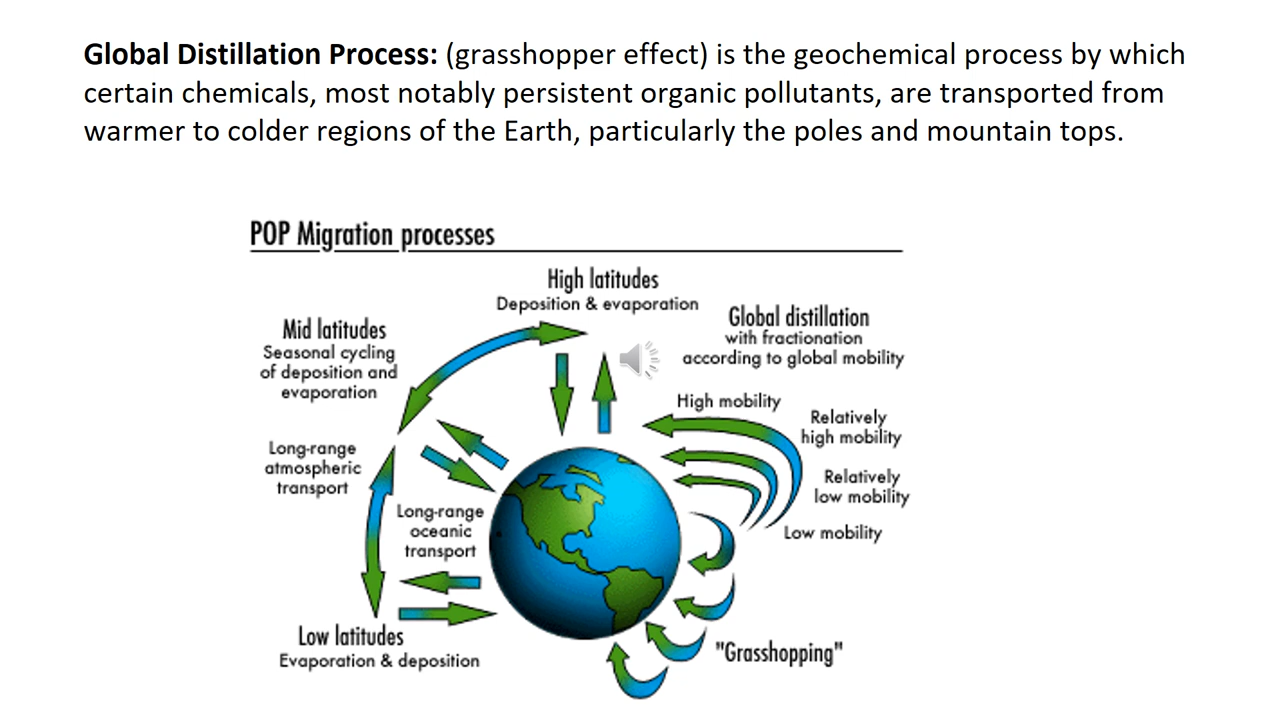 Global Distillation Process: (grasshopper effect) is the geochemical process by which
certain chemicals, most notably persistent organic pollutants, are transported from
warmer to colder regions of the Earth, particularly the poles and mountain tops.
POP Migration processes
High latitudes
Deposition & evaporation
Global distillation
with fractionation
according to global mobility
Mid latitudes
Seasonal cycling
of deposition and
evaporation
High mobility
Relatively
high mobility
Long-range
atmospheric
transport
Relatively
low mobility
Long-range
oceanic
transport
Low mobility
Low latitudes
Evaporation & deposition
"Grasshopping"